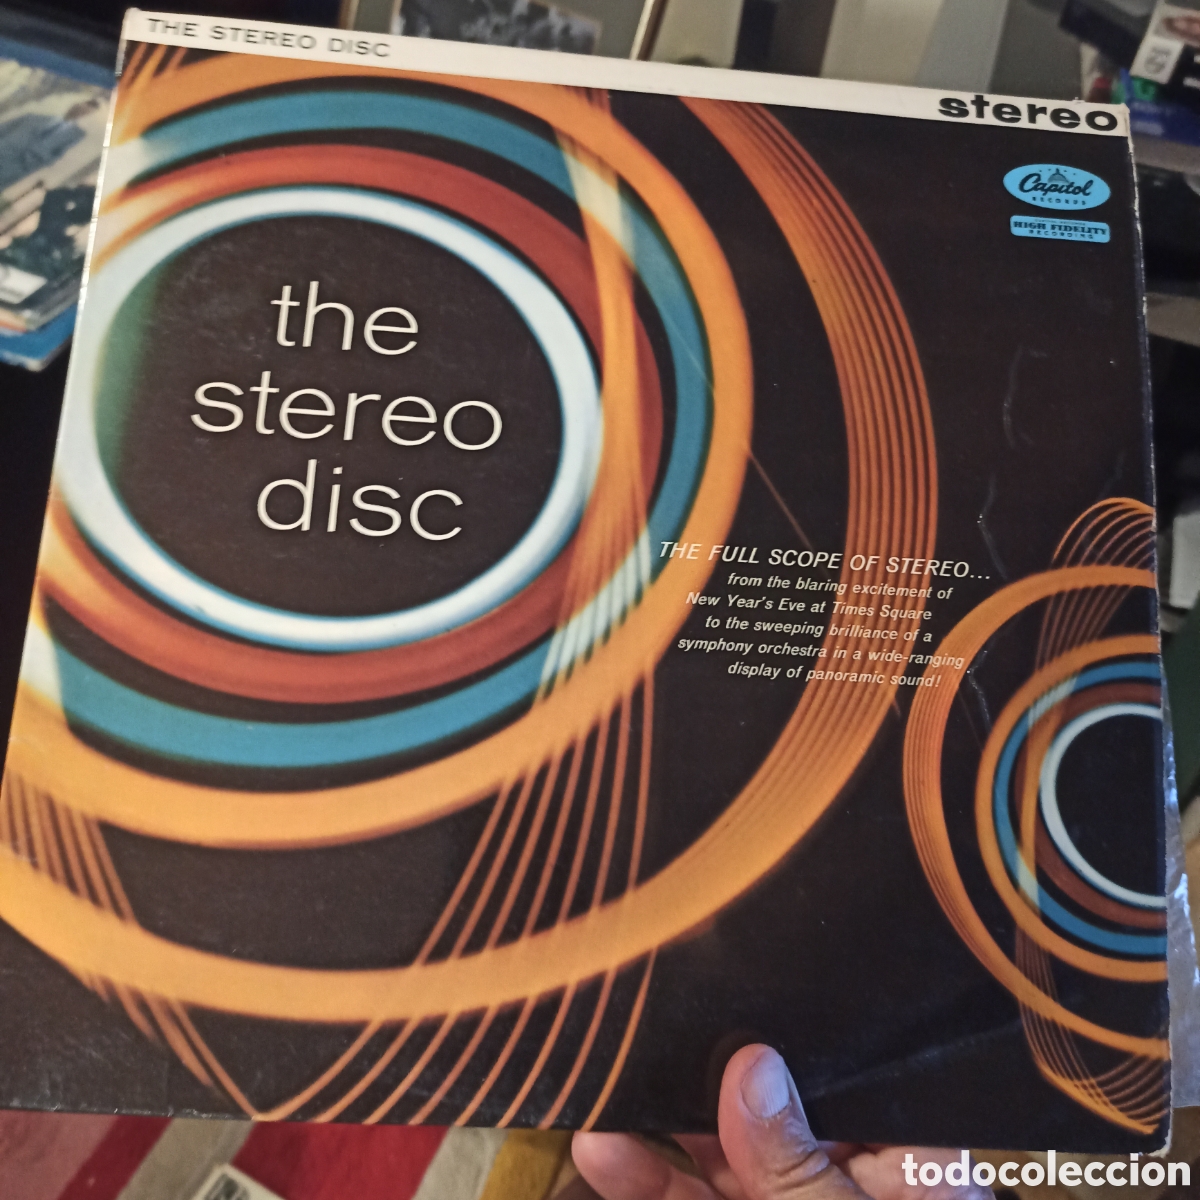 THE STEREO DISC
stereo
Capitol
RECORDS
HIGH FIDELITY
RECORDING
the
stereo
disc
THE FULL SCOPE OF STEREO...
from the blaring excitement of
New Year's Eve at Times Square
to the sweeping brilliance of a
symphony orchestra in a wide-ranging
display of panoramic sound!
todocoleccion